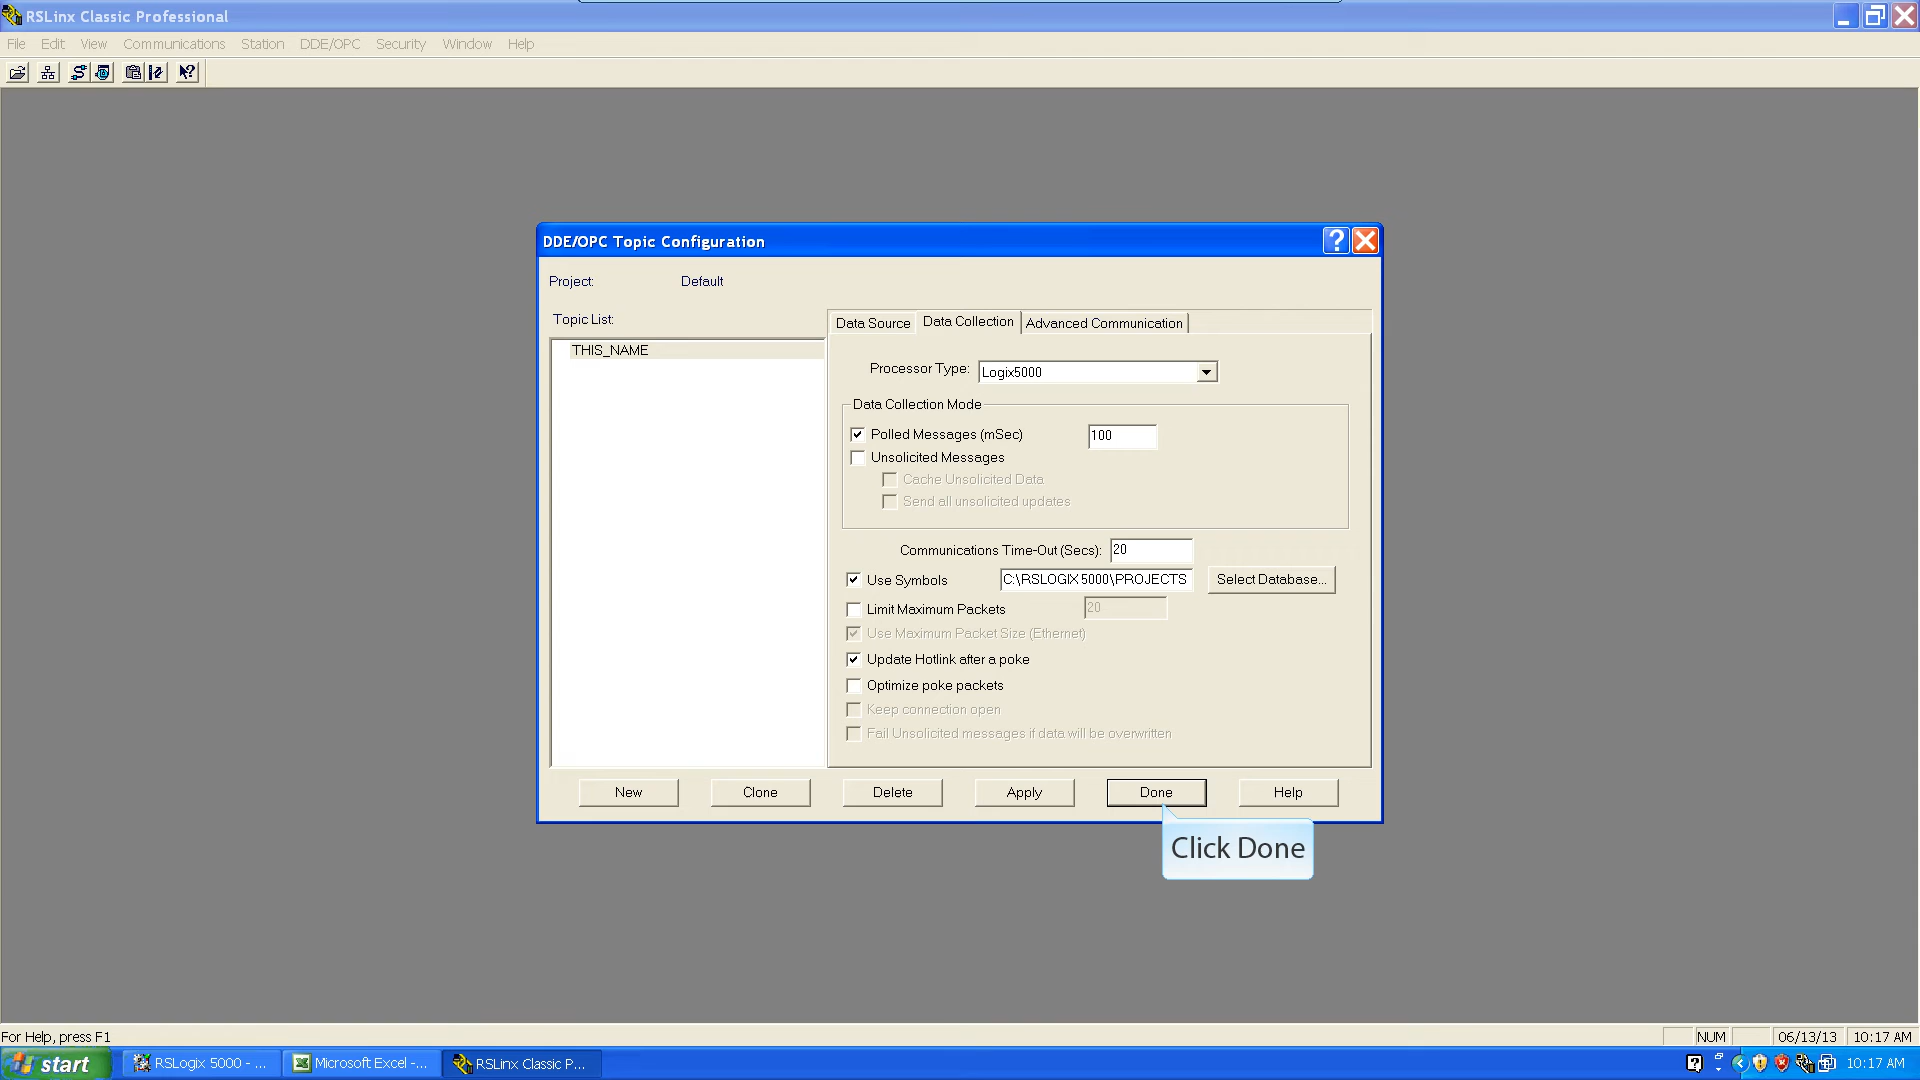 RSLinx Classic Professional
File Edit View Communications Station DDE/OPC Security Window Help
DDE/OPC Topic Configuration
Project: Default
Topic List:
THIS_NAME
Data Source Data Collection Advanced Communication
Processor Type: Logix5000
Data Collection Mode
Polled Messages (mSec) 100
Unsolicited Messages
Cache Unsolicited Data
Send all unsolicited updates
Communications Time-Out (Secs): 20
Use Symbols C:\RSLOGIX 5000\PROJECTS Select Database...
Limit Maximum Packets 20
Use Maximum Packet Size (Ethernet)
Update Hotlink after a poke
Optimize poke packets
Keep connection open
Fail Unsolicited messages if data will be overwritten
New Clone Delete Apply Done Help
Click Done
For Help, press F1 NUM 06/13/13 10:17 AM
start RSLogix 5000 - ... Microsoft Excel -... RSLinx Classic P... 10:17 AM